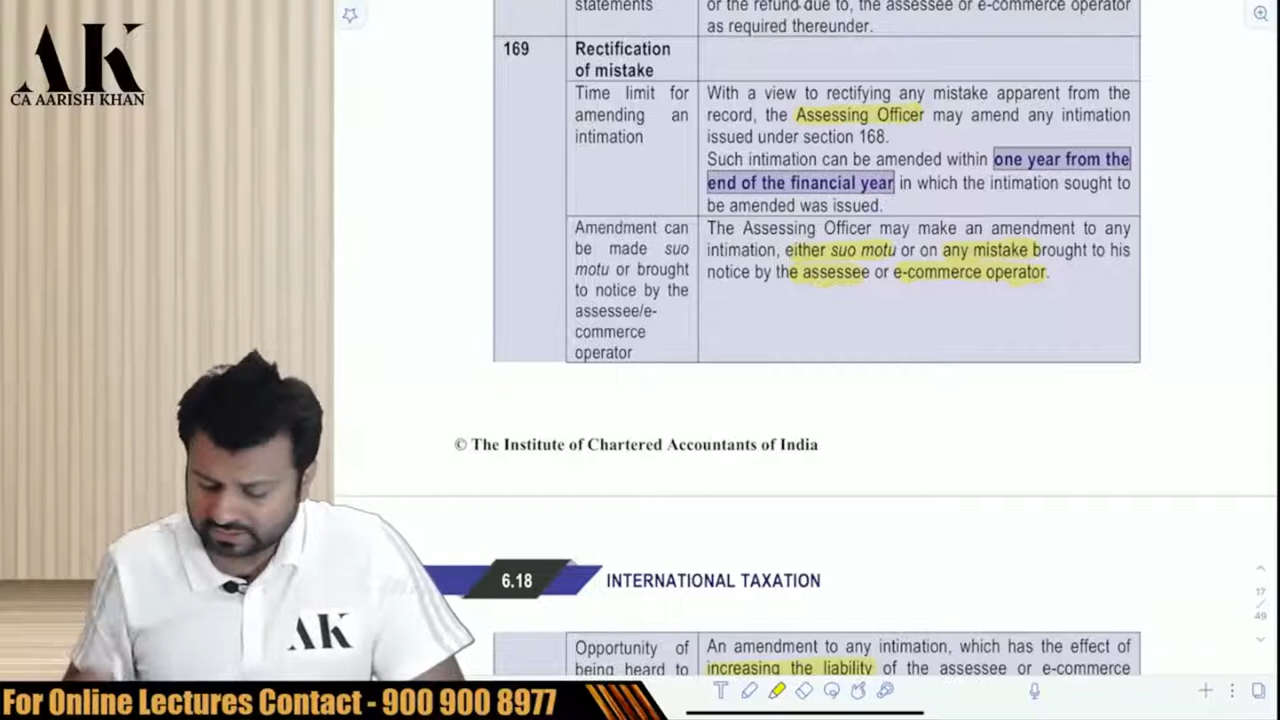 AK
CA AARISH KHAN
statements
or the refund due to, the assessee or e-commerce operator
as required thereunder.
169
Rectification
of mistake
Time limit for
amending an
intimation
With a view to rectifying any mistake apparent from the
record, the Assessing Officer may amend any intimation
issued under section 168.
Such intimation can be amended within one year from the
end of the financial year in which the intimation sought to
be amended was issued.
Amendment can
be made suo
motu or brought
to notice by the
assessee/e-
commerce
operator
The Assessing Officer may make an amendment to any
intimation, either suo motu or on any mistake brought to his
notice by the assessee or e-commerce operator.
© The Institute of Chartered Accountants of India
6.18
INTERNATIONAL TAXATION
Opportunity of
being heard to
An amendment to any intimation, which has the effect of
increasing the liability of the assessee or e-commerce
17
/
49
AK
T
For Online Lectures Contact - 900 900 8977